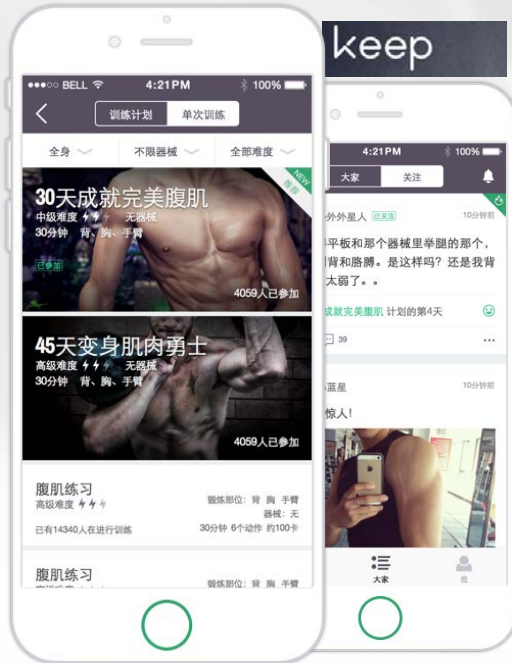 keep
BELL 4:21PM 100%
训练计划 单次训练
全身 不限器械 全部难度
NEW
推荐
30天成就完美腹肌
中级难度 无器械
30分钟 背、胸、手臂
已参加
4059人已参加
45天变身肌肉勇士
高级难度 无器械
30分钟 背、胸、手臂
4059人已参加
腹肌练习
高级难度
锻炼部位：背 胸 手臂
器械：无
已有14340人在进行训练
30分钟 6个动作 约100卡
腹肌练习
锻炼部位：背 胸 手臂
4:21PM 100%
大家 关注
外外星人 已关注 10分钟前
平板和那个器械里举腿的那个，
背和胳膊。是这样吗？还是我背
太弱了。。
成就完美腹肌 计划的第4天
39
蓝星 10分钟前
惊人！
大家 我